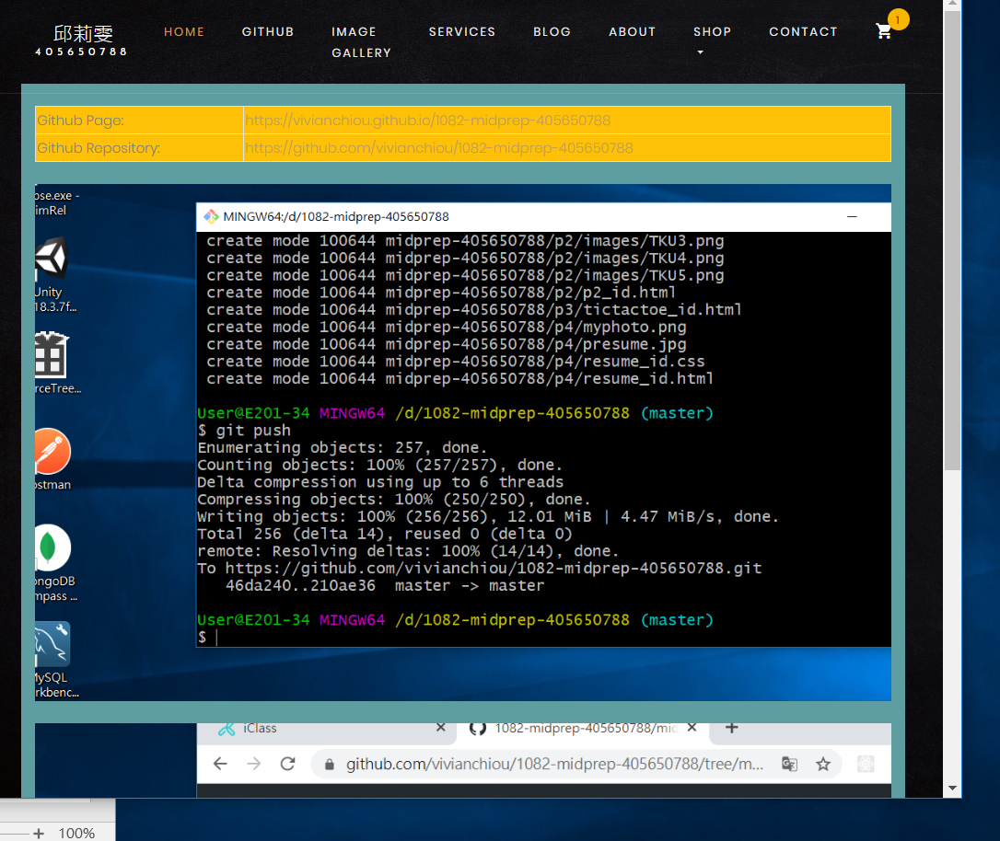 邱莉雯
405650788
HOME
GITHUB
IMAGE GALLERY
SERVICES
BLOG
ABOUT
SHOP
CONTACT
1
Github Page: https://vivianchiou.github.io/1082-midprep-405650788
Github Repository: https://github.com/vivianchiou/1082-midprep-405650788
ose.exe -
imRel
Unity
18.3.7f...
rceTree...
ostman
ongoDB
mpass ...
MySQL
rkbenc...
MINGW64:/d/1082-midprep-405650788
create mode 100644 midprep-405650788/p2/images/TKU3.png
create mode 100644 midprep-405650788/p2/images/TKU4.png
create mode 100644 midprep-405650788/p2/images/TKU5.png
create mode 100644 midprep-405650788/p2/p2_id.html
create mode 100644 midprep-405650788/p3/tictactoe_id.html
create mode 100644 midprep-405650788/p4/myphoto.png
create mode 100644 midprep-405650788/p4/presume.jpg
create mode 100644 midprep-405650788/p4/resume_id.css
create mode 100644 midprep-405650788/p4/resume_id.html
User@E201-34 MINGW64 /d/1082-midprep-405650788 (master)
$ git push
Enumerating objects: 257, done.
Counting objects: 100% (257/257), done.
Delta compression using up to 6 threads
Compressing objects: 100% (250/250), done.
Writing objects: 100% (256/256), 12.01 MiB | 4.47 MiB/s, done.
Total 256 (delta 14), reused 0 (delta 0)
remote: Resolving deltas: 100% (14/14), done.
To https://github.com/vivianchiou/1082-midprep-405650788.git
46da240..210ae36 master -> master
User@E201-34 MINGW64 /d/1082-midprep-405650788 (master)
$
iClass
1082-midprep-405650788/mid
github.com/vivianchiou/1082-midprep-405650788/tree/m...
100%